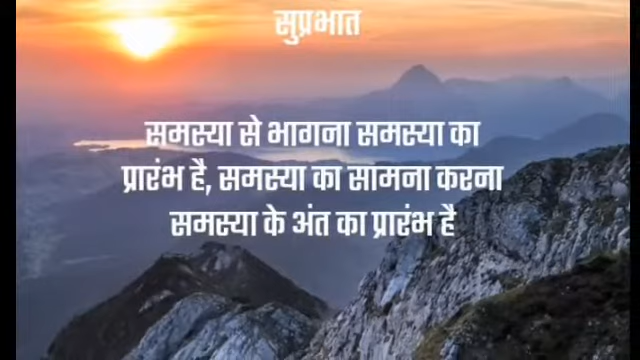 सुप्रभात
समस्या से भागना समस्या का
प्रारंभ है, समस्या का सामना करना
समस्या के अंत का प्रारंभ है